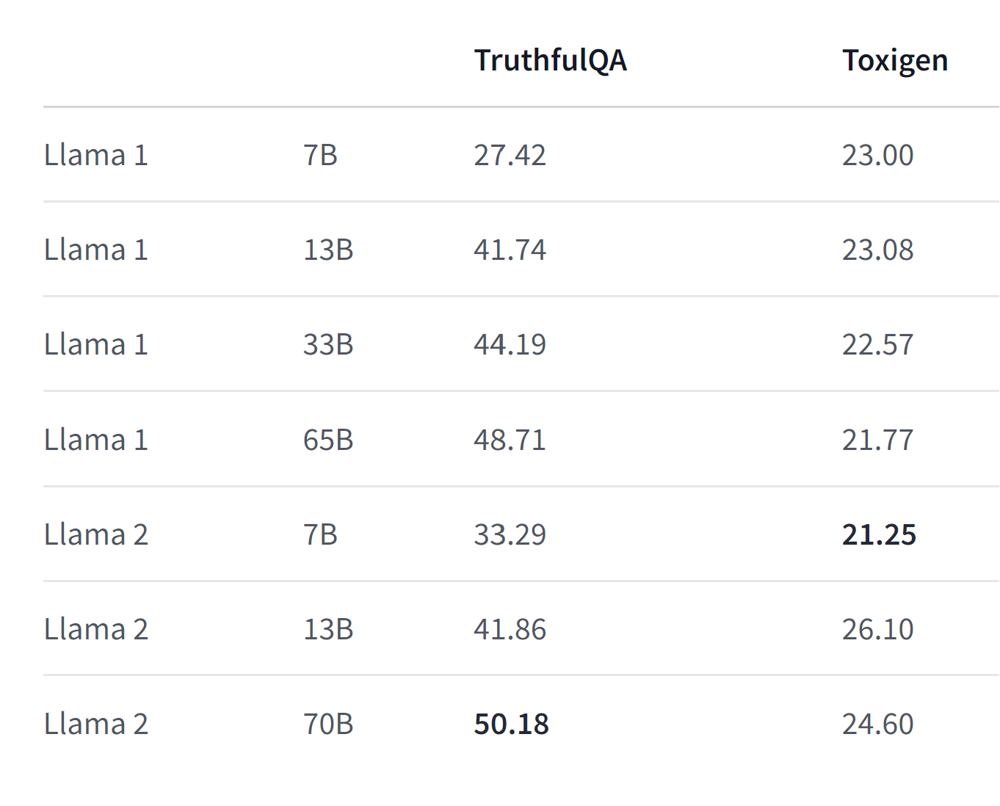 TruthfulQA Toxigen
Llama 1 7B 27.42 23.00
Llama 1 13B 41.74 23.08
Llama 1 33B 44.19 22.57
Llama 1 65B 48.71 21.77
Llama 2 7B 33.29 21.25
Llama 2 13B 41.86 26.10
Llama 2 70B 50.18 24.60